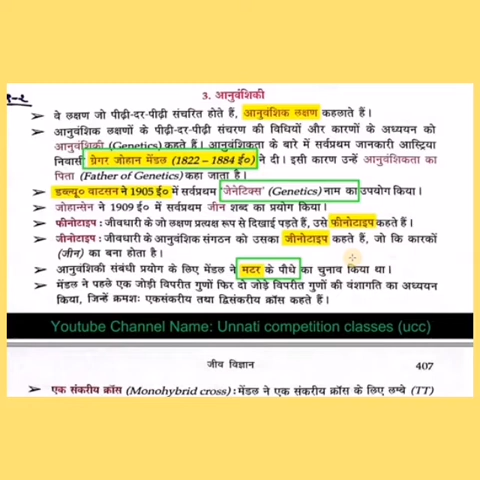 3. आनुवंशिकी
➤ वे लक्षण जो पीढ़ी-दर-पीढ़ी संचरित होते हैं, आनुवंशिक लक्षण कहलाते हैं।
➤ आनुवंशिक लक्षणों के पीढ़ी-दर-पीढ़ी संचरण की विधियों और कारणों के अध्ययन को
आनुवंशिकी (Genetics) कहते हैं। आनुवंशिकता के बारे में सर्वप्रथम जानकारी आस्ट्रिया
निवासी ग्रेगर जोहान मेंडल (1822 – 1884 ई०) ने दी। इसी कारण उन्हें आनुवंशिकता का
पिता (Father of Genetics) कहा जाता है।
➤ डब्ल्यू वाटसन ने 1905 ई० में सर्वप्रथम 'जेनेटिक्स' (Genetics) नाम का उपयोग किया।
➤ जोहान्सेन ने 1909 ई० में सर्वप्रथम जीन शब्द का प्रयोग किया।
➤ फीनोटाइप: जीवधारी के जो लक्षण प्रत्यक्ष रूप से दिखाई पड़ते हैं, उसे फीनोटाइप कहते हैं।
➤ जीनोटाइप: जीवधारी के आनुवंशिक संगठन को उसका जीनोटाइप कहते हैं, जो कि कारकों
(जीन) का बना होता है।
➤ आनुवंशिकी संबंधी प्रयोग के लिए मेंडल ने मटर के पौधे का चुनाव किया था।
➤ मेंडल ने पहले एक जोड़ी विपरीत गुणों फिर दो जोड़े विपरीत गुणों की वंशागति का अध्ययन
किया, जिन्हें क्रमशः एकसंकरीय तथा द्विसंकरीय क्रॉस कहते हैं।
Youtube Channel Name: Unnati competition classes (ucc)
जीव विज्ञान 407
➤ एक संकरीय क्रॉस (Monohybrid cross): मेंडल ने एक संकरीय क्रॉस के लिए लम्बे (TT)